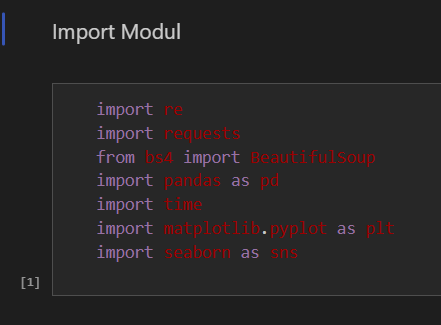 Import Modul
import re
import requests
from bs4 import BeautifulSoup
import pandas as pd
import time
import matplotlib.pyplot as plt
import seaborn as sns
[1]